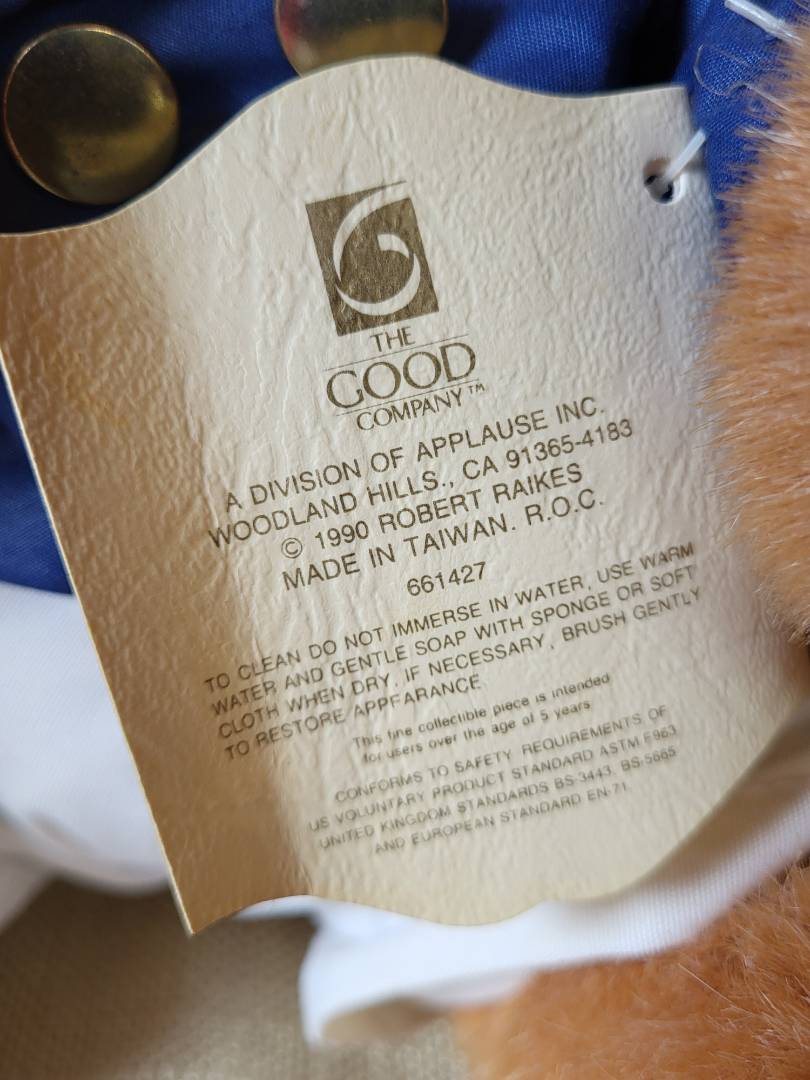 THE
GOOD
COMPANY™
A DIVISION OF APPLAUSE INC.
WOODLAND HILLS., CA 91365-4183
© 1990 ROBERT RAIKES
MADE IN TAIWAN. R.O.C.
661427
TO CLEAN DO NOT IMMERSE IN WATER, USE WARM
WATER AND GENTLE SOAP WITH SPONGE OR SOFT
CLOTH WHEN DRY. IF NECESSARY, BRUSH GENTLY
TO RESTORE APPEARANCE
This fine collectible piece is intended
for users over the age of 5 years
CONFORMS TO SAFETY REQUIREMENTS OF
US VOLUNTARY PRODUCT STANDARD ASTM F963
UNITED KINGDOM STANDARDS BS-3443, BS-5665
AND EUROPEAN STANDARD EN-71.